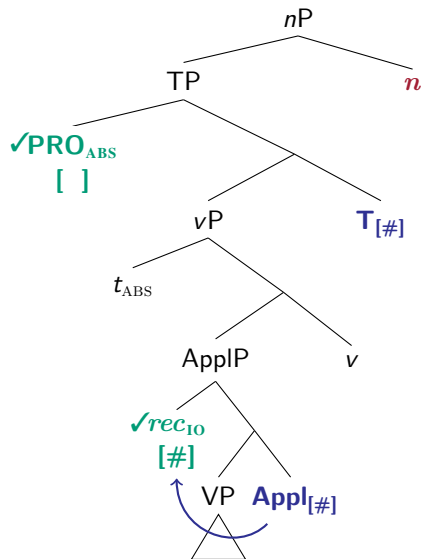 nP
TP n
✓PRO_ABS
[ ]
vP T[#]
t_ABS
ApplP v
✓rec_IO
[#]
VP Appl[#]